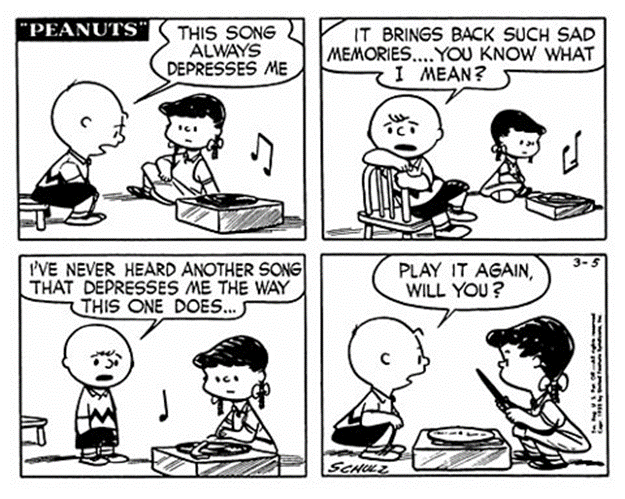 "PEANUTS"
THIS SONG
ALWAYS
DEPRESSES ME
IT BRINGS BACK SUCH SAD
MEMORIES....YOU KNOW WHAT
I MEAN?
I'VE NEVER HEARD ANOTHER SONG
THAT DEPRESSES ME THE WAY
THIS ONE DOES...
PLAY IT AGAIN,
WILL YOU?
3-5
SCHULZ